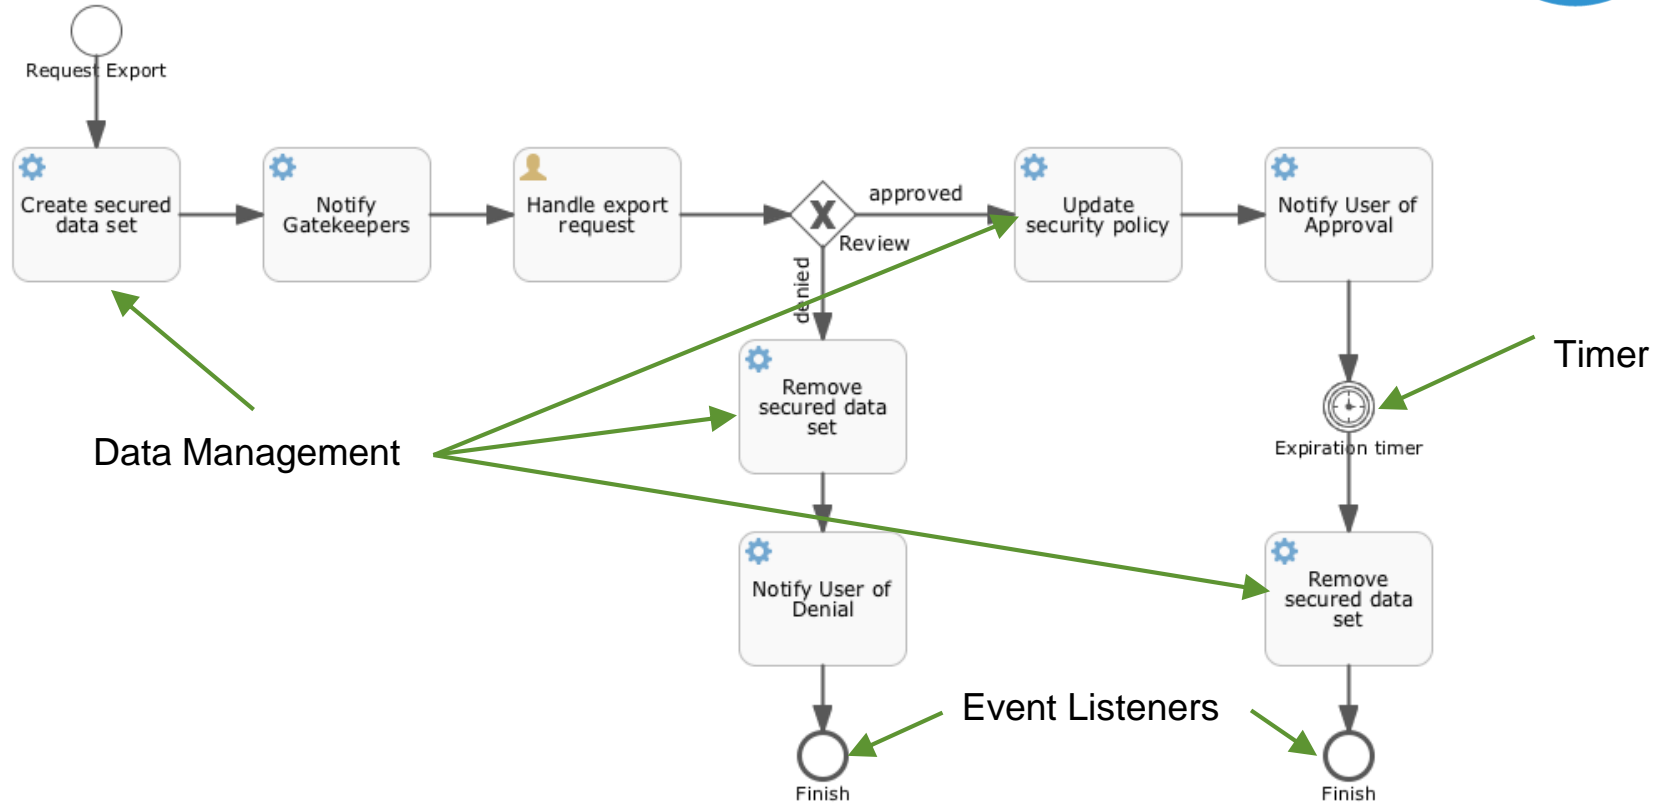 Request Export
Create secured
data set
Notify
Gatekeepers
Handle export
request
approved
Review
denied
Update
security policy
Notify User of
Approval
Timer
Remove
secured data
set
Data Management
Expiration timer
Notify User of
Denial
Remove
secured data
set
Event Listeners
Finish
Finish